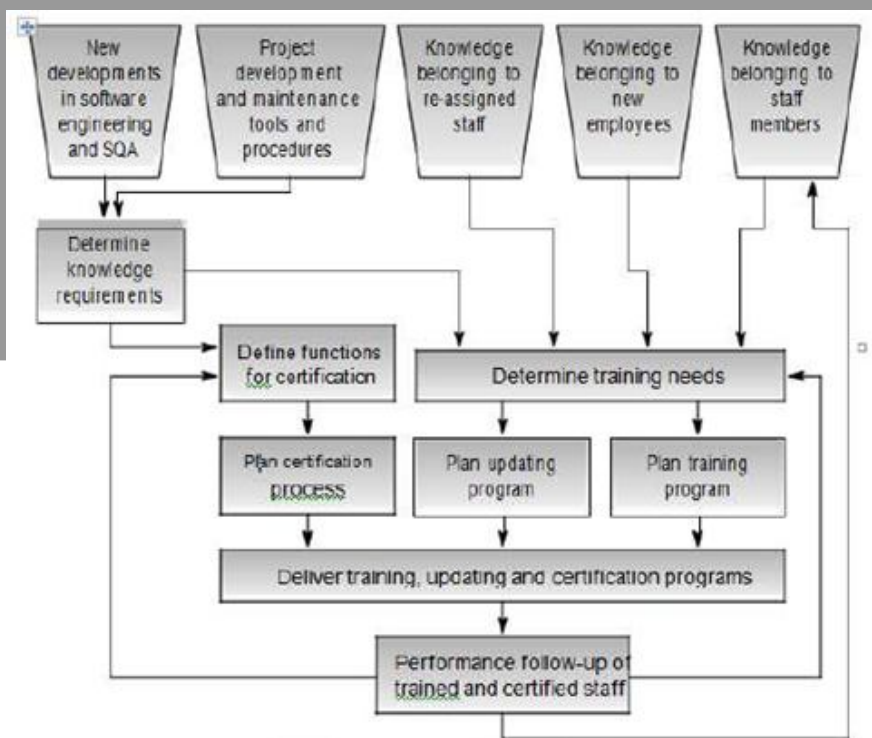 New
developments
in software
engineering
and SQA
Project
development
and maintenance
tools and
procedures
Knowledge
belonging to
re-assigned
staff
Knowledge
belonging to
new
employees
Knowledge
belonging to
staff
members
Determine
knowledge
requirements
Define functions
for certification
Determine training needs
Plan certification
process
Plan updating
program
Plan training
program
Deliver training, updating and certification programs
Performance follow-up of
trained and certified staff